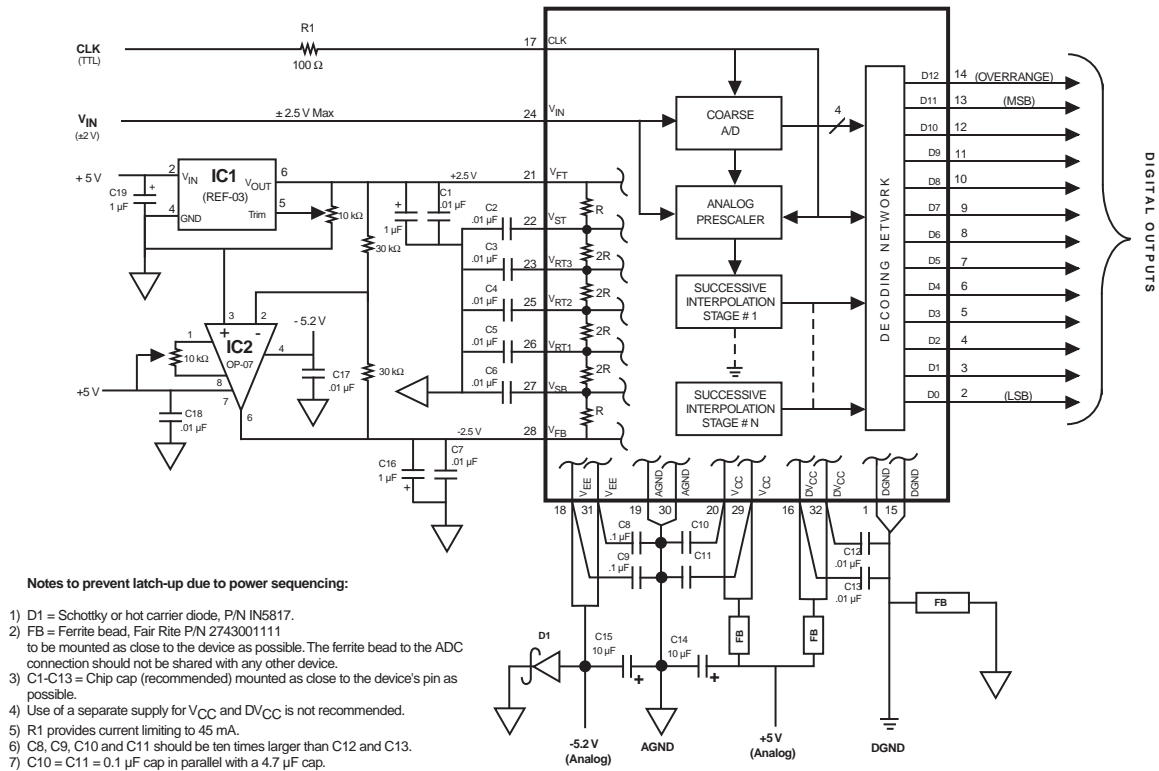 CLK
(TTL)
R1
100 Ω
17
CLK
VIN
(±2 V)
± 2.5 V Max
24
VIN
+ 5 V
C19
1 µF
+
2
VIN
IC1
(REF-03)
VOUT
6
Trim
5
4
GND
10 kΩ
+2.5 V
21
VFT
+
1 µF
C1
.01 µF
30 kΩ
C2
.01 µF
22
VST
C3
.01 µF
23
VRT3
C4
.01 µF
25
VRT2
C5
.01 µF
26
VRT1
C6
.01 µF
27
VSB
28
VFB
R
2R
2R
2R
2R
R
3
2
+
-
IC2
OP-07
1
10 kΩ
8
7
6
4
- 5.2 V
C17
.01 µF
+5 V
C18
.01 µF
30 kΩ
-2.5 V
C16
1 µF
+
C7
.01 µF
COARSE
A/D
4
ANALOG
PRESCALER
SUCCESSIVE
INTERPOLATION
STAGE # 1
SUCCESSIVE
INTERPOLATION
STAGE # N
DECODING NETWORK
D12 14 (OVERRANGE)
D11 13 (MSB)
D10 12
D9 11
D8 10
D7 9
D6 8
D5 7
D4 6
D3 5
D2 4
D1 3
D0 2 (LSB)
DIGITAL OUTPUTS
VEE
VEE
AGND
AGND
VCC
VCC
DVCC
DVCC
DGND
DGND
18 31 19 30 20 29 16 32 1 15
C8
.1 µF
C10
C9
.1 µF
C11
C12
.01 µF
C13
.01 µF
FB
FB
FB
D1
C15
10 µF
+
C14
10 µF
+
-5.2 V
(Analog)
AGND
+5 V
(Analog)
DGND
Notes to prevent latch-up due to power sequencing:
1) D1 = Schottky or hot carrier diode, P/N IN5817.
2) FB = Ferrite bead, Fair Rite P/N 2743001111
to be mounted as close to the device as possible. The ferrite bead to the ADC
connection should not be shared with any other device.
3) C1-C13 = Chip cap (recommended) mounted as close to the device's pin as
possible.
4) Use of a separate supply for VCC and DVCC is not recommended.
5) R1 provides current limiting to 45 mA.
6) C8, C9, C10 and C11 should be ten times larger than C12 and C13.
7) C10 = C11 = 0.1 µF cap in parallel with a 4.7 µF cap.